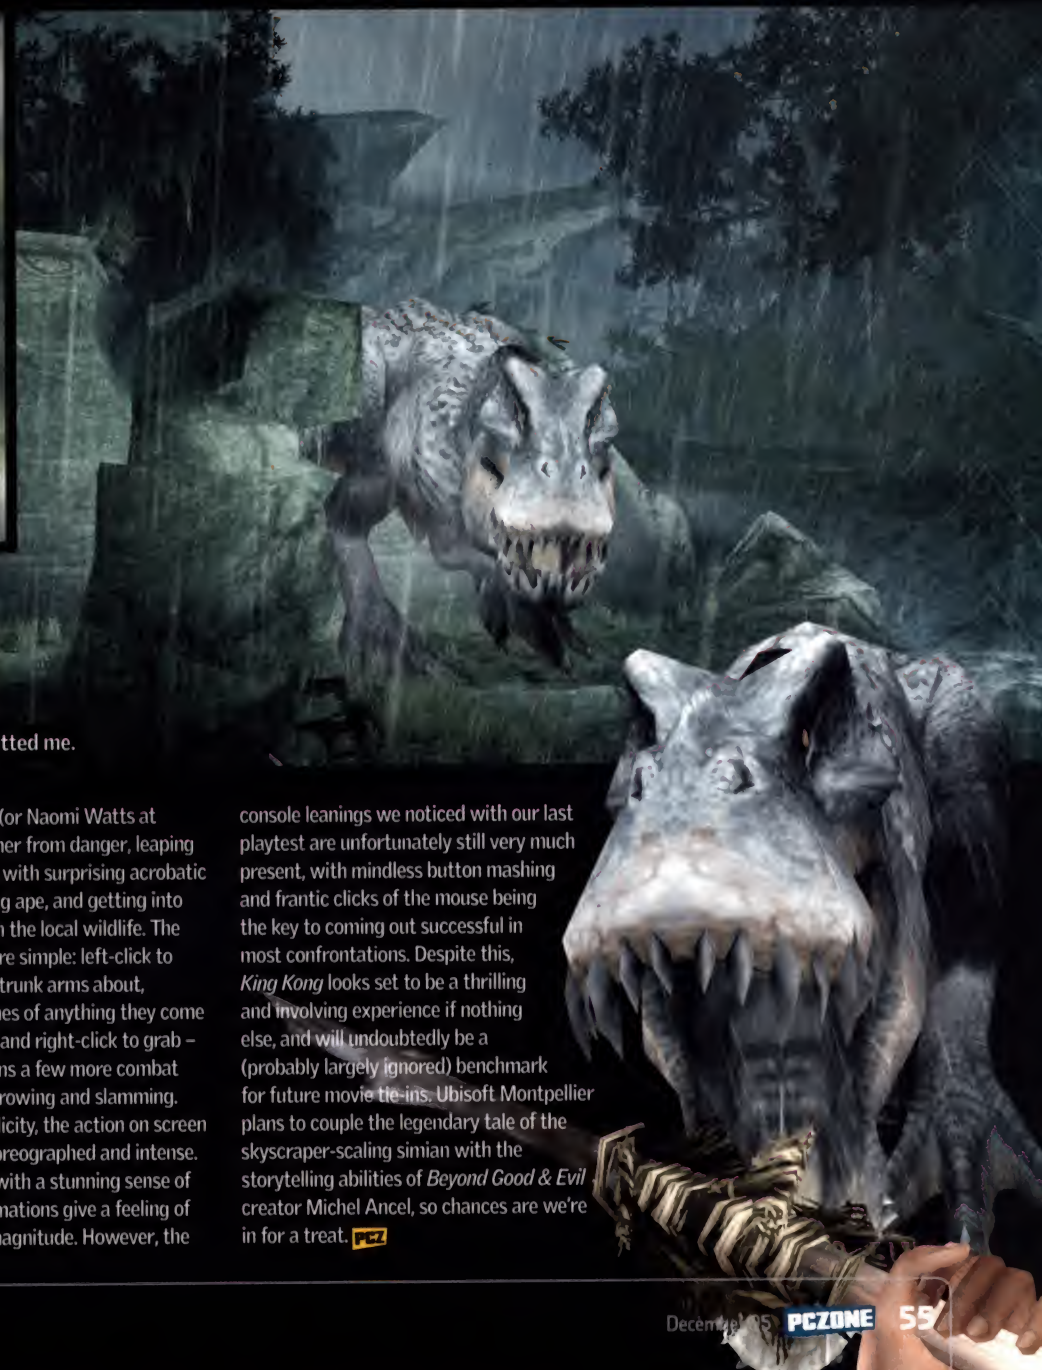 tted me.
(or Naomi Watts at
her from danger, leaping
with surprising acrobatic
g ape, and getting into
the local wildlife. The
re simple: left-click to
trunk arms about,
es of anything they come
and right-click to grab –
ns a few more combat
rowing and slamming.
licity, the action on screen
oreographed and intense.
with a stunning sense of
nations give a feeling of
agnitude. However, the
console leanings we noticed with our last
playtest are unfortunately still very much
present, with mindless button mashing
and frantic clicks of the mouse being
the key to coming out successful in
most confrontations. Despite this,
King Kong looks set to be a thrilling
and involving experience if nothing
else, and will undoubtedly be a
(probably largely ignored) benchmark
for future movie tie-ins. Ubisoft Montpellier
plans to couple the legendary tale of the
skyscraper-scaling simian with the
storytelling abilities of Beyond Good & Evil
creator Michel Ancel, so chances are we're
in for a treat. PCZ
December 05 PCZONE 55